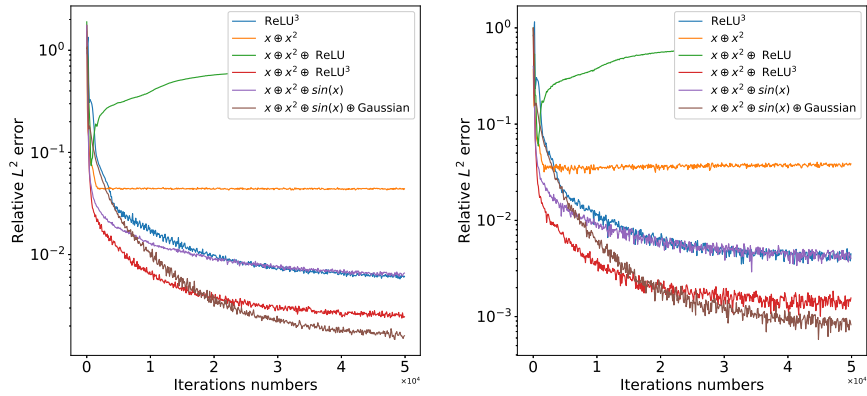 ReLU³
x ⊕ x²
x ⊕ x² ⊕ ReLU
x ⊕ x² ⊕ ReLU³
x ⊕ x² ⊕ sin(x)
x ⊕ x² ⊕ sin(x) ⊕ Gaussian
10⁰
10⁻¹
10⁻²
Relative L² error
0 1 2 3 4 5
×10⁴
Iterations numbers
ReLU³
x ⊕ x²
x ⊕ x² ⊕ ReLU
x ⊕ x² ⊕ ReLU³
x ⊕ x² ⊕ sin(x)
x ⊕ x² ⊕ sin(x) ⊕ Gaussian
10⁰
10⁻¹
10⁻²
10⁻³
Relative L² error
0 1 2 3 4 5
×10⁴
Iterations numbers